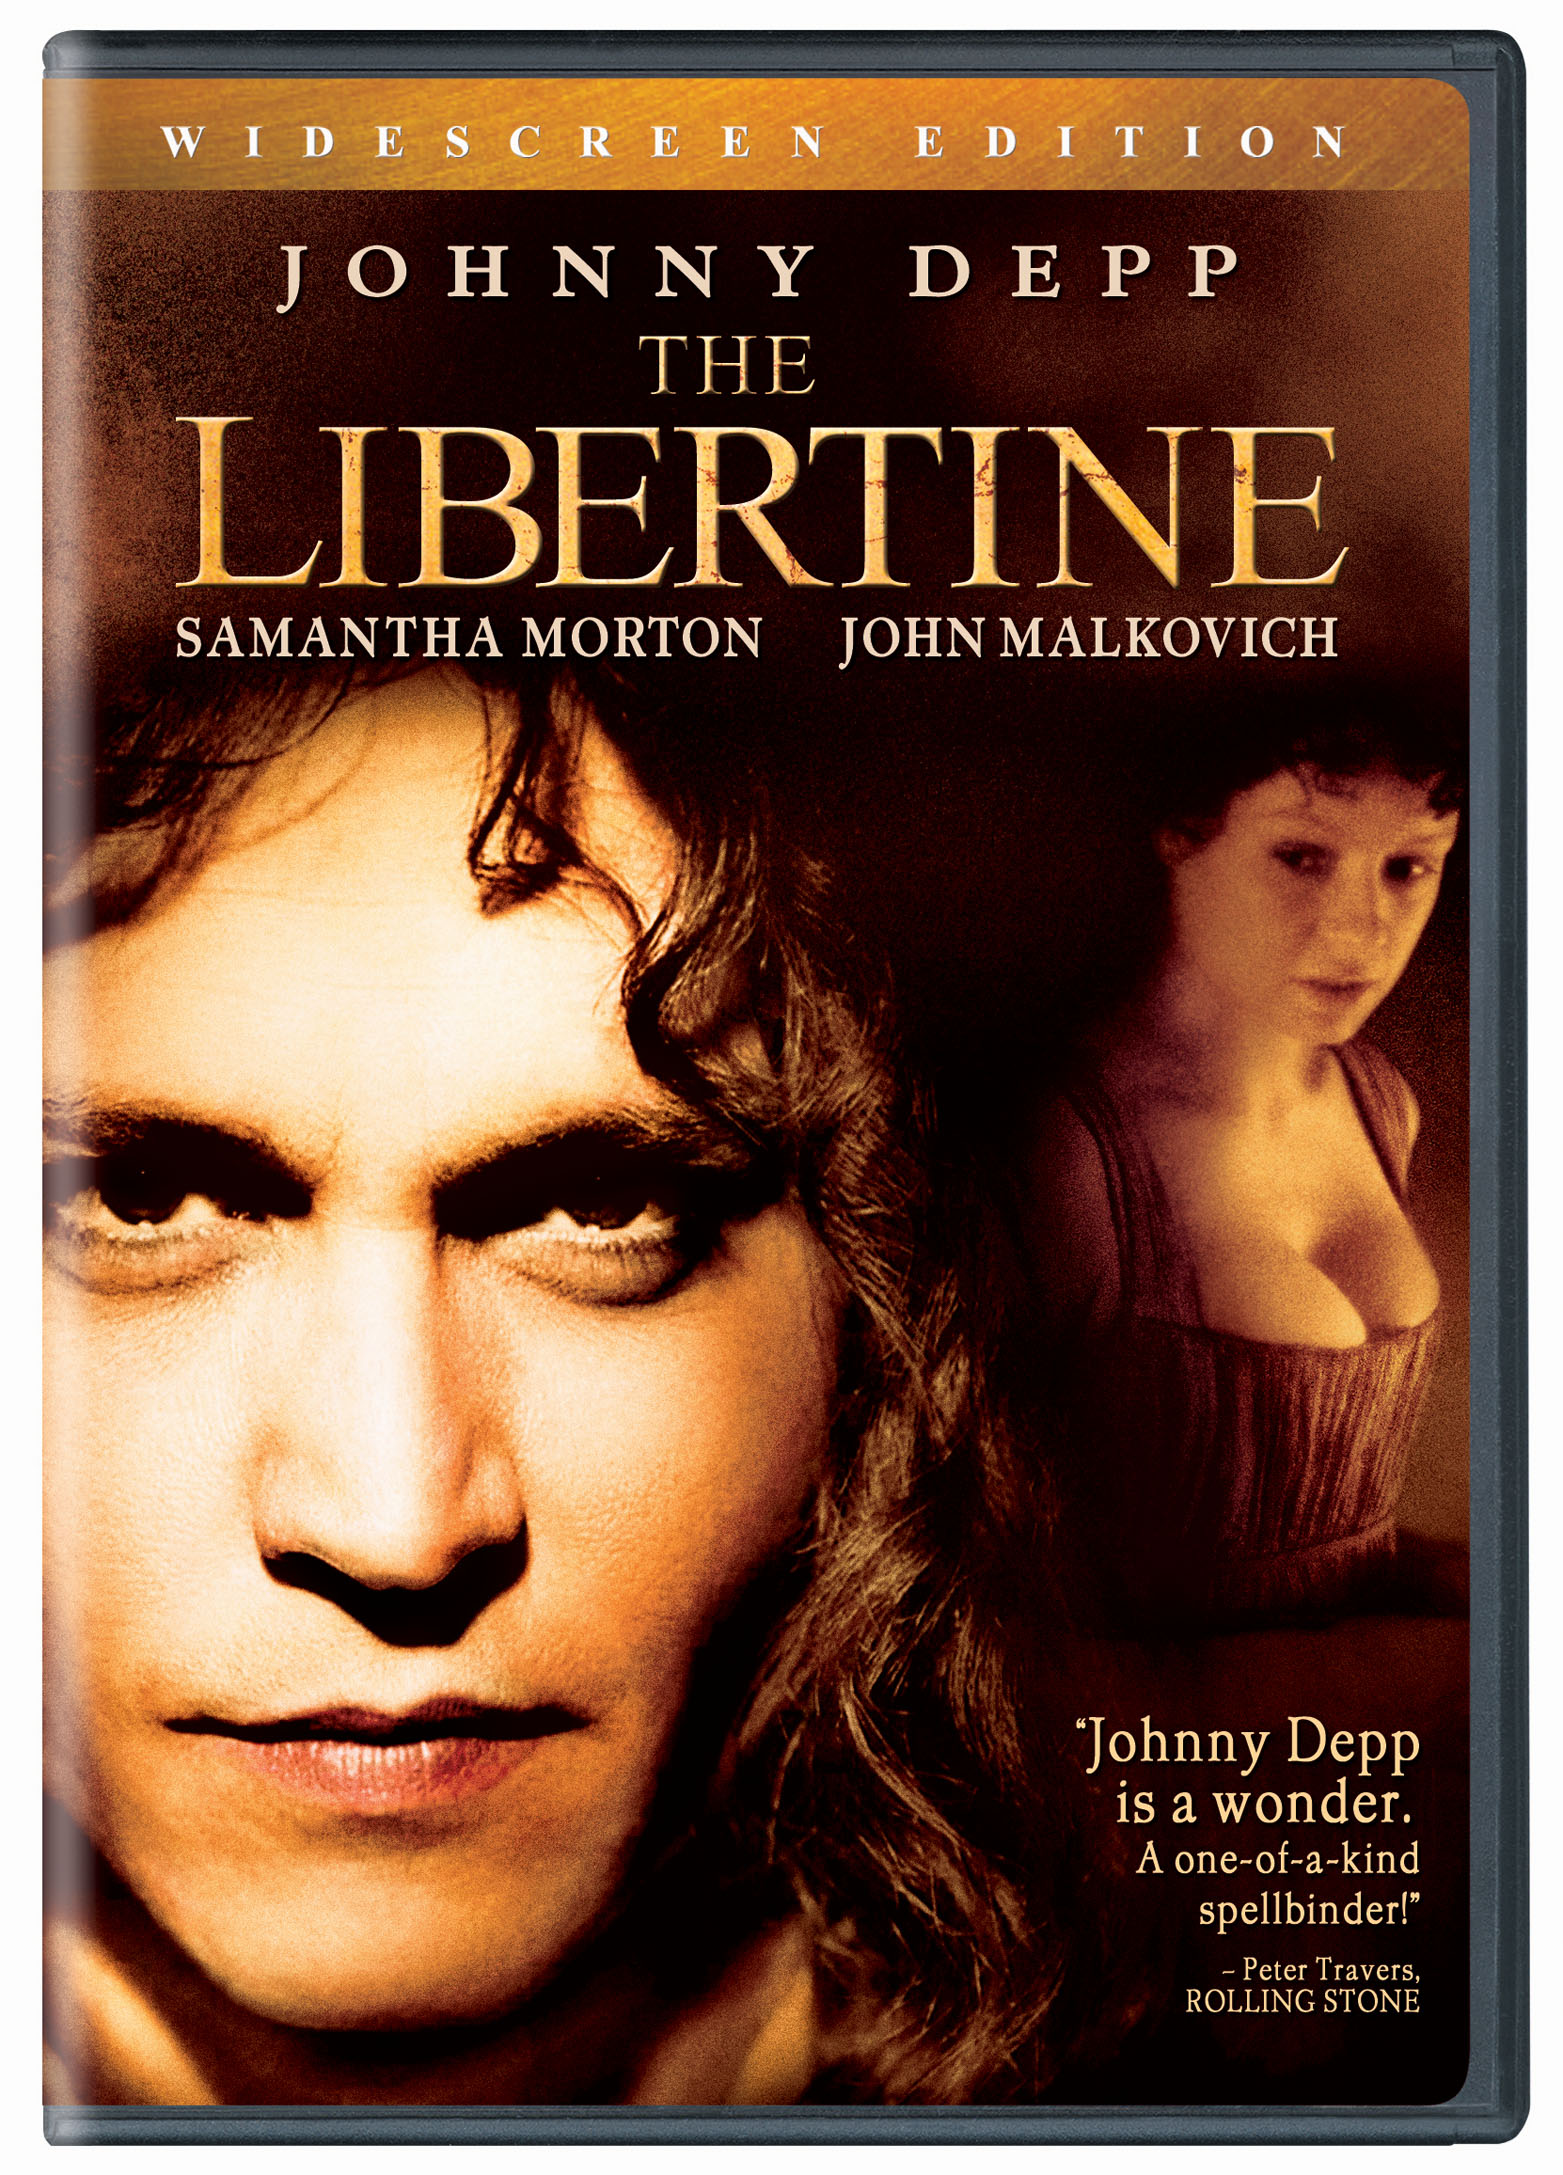 WIDESCREEN EDITION
JOHNNY DEPP
THE
LIBERTINE
SAMANTHA MORTON JOHN MALKOVICH
“Johnny Depp
is a wonder.
A one-of-a-kind
spellbinder!”
– Peter Travers,
ROLLING STONE